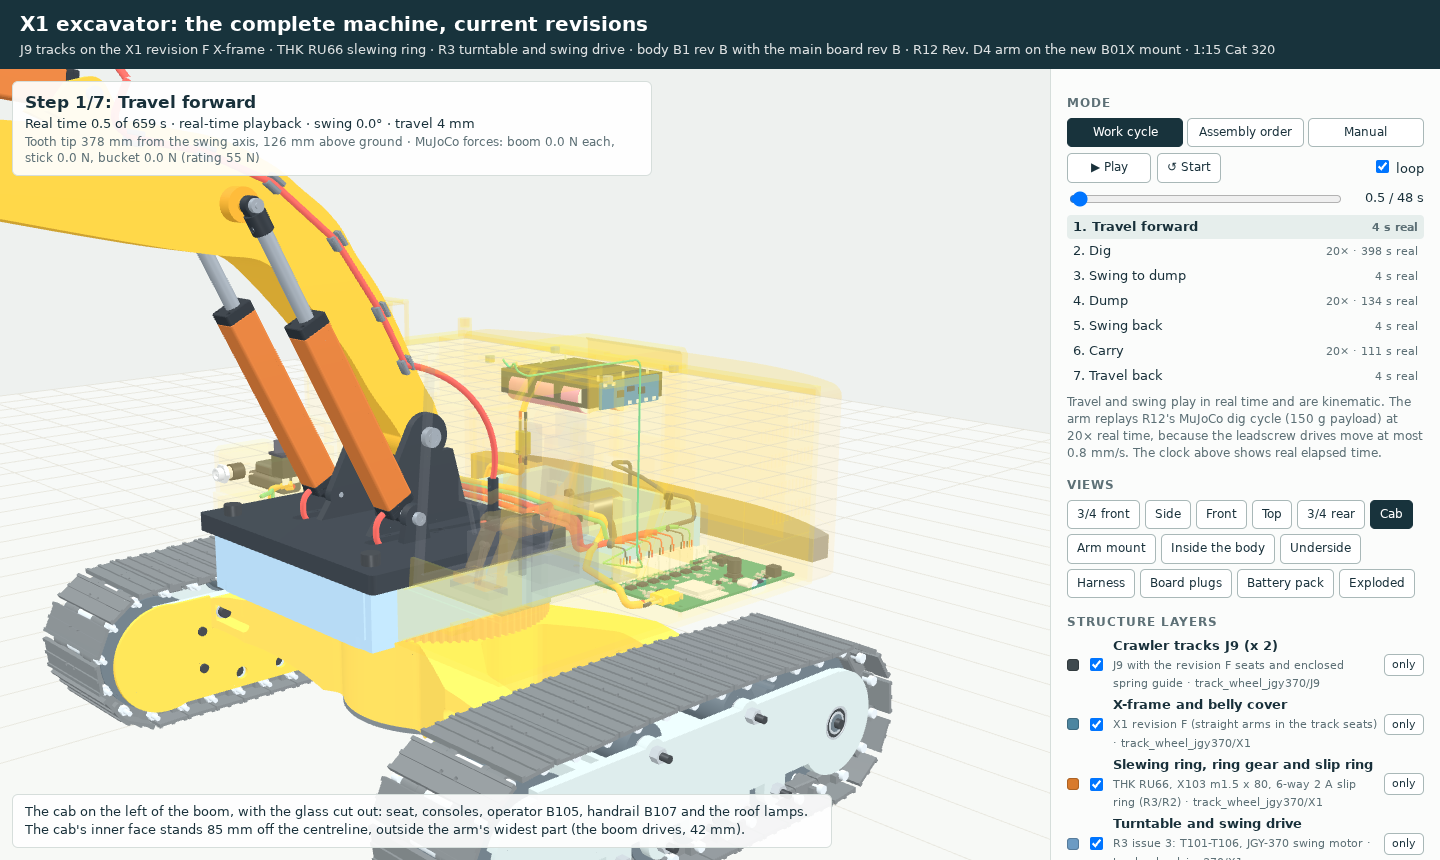 X1 excavator: the complete machine, current revisions
J9 tracks on the X1 revision F X-frame · THK RU66 slewing ring · R3 turntable and swing drive · body B1 rev B with the main board rev B · R12 Rev. D4 arm on the new B01X mount · 1:15 Cat 320
Step 1/7: Travel forward
Real time 0.5 of 659 s · real-time playback · swing 0.0° · travel 4 mm
Tooth tip 378 mm from the swing axis, 126 mm above ground · MuJoCo forces: boom 0.0 N each,
stick 0.0 N, bucket 0.0 N (rating 55 N)
The cab on the left of the boom, with the glass cut out: seat, consoles, operator B105, handrail B107 and the roof lamps.
The cab's inner face stands 85 mm off the centreline, outside the arm's widest part (the boom drives, 42 mm).
MODE
Work cycle Assembly order Manual
▶ Play ↺ Start loop
0.5 / 48 s
1. Travel forward 4 s real
2. Dig 20× · 398 s real
3. Swing to dump 4 s real
4. Dump 20× · 134 s real
5. Swing back 4 s real
6. Carry 20× · 111 s real
7. Travel back 4 s real
Travel and swing play in real time and are kinematic. The
arm replays R12's MuJoCo dig cycle (150 g payload) at
20× real time, because the leadscrew drives move at most
0.8 mm/s. The clock above shows real elapsed time.
VIEWS
3/4 front Side Front Top 3/4 rear Cab
Arm mount Inside the body Underside
Harness Board plugs Battery pack Exploded
STRUCTURE LAYERS
Crawler tracks J9 (x 2)
J9 with the revision F seats and enclosed only
spring guide · track_wheel_jgy370/J9
X-frame and belly cover
X1 revision F (straight arms in the track seats) only
· track_wheel_jgy370/X1
Slewing ring, ring gear and slip ring
THK RU66, X103 m1.5 x 80, 6-way 2 A slip only
ring (R3/R2) · track_wheel_jgy370/X1
Turntable and swing drive
R3 issue 3: T101-T106, JGY-370 swing motor · only